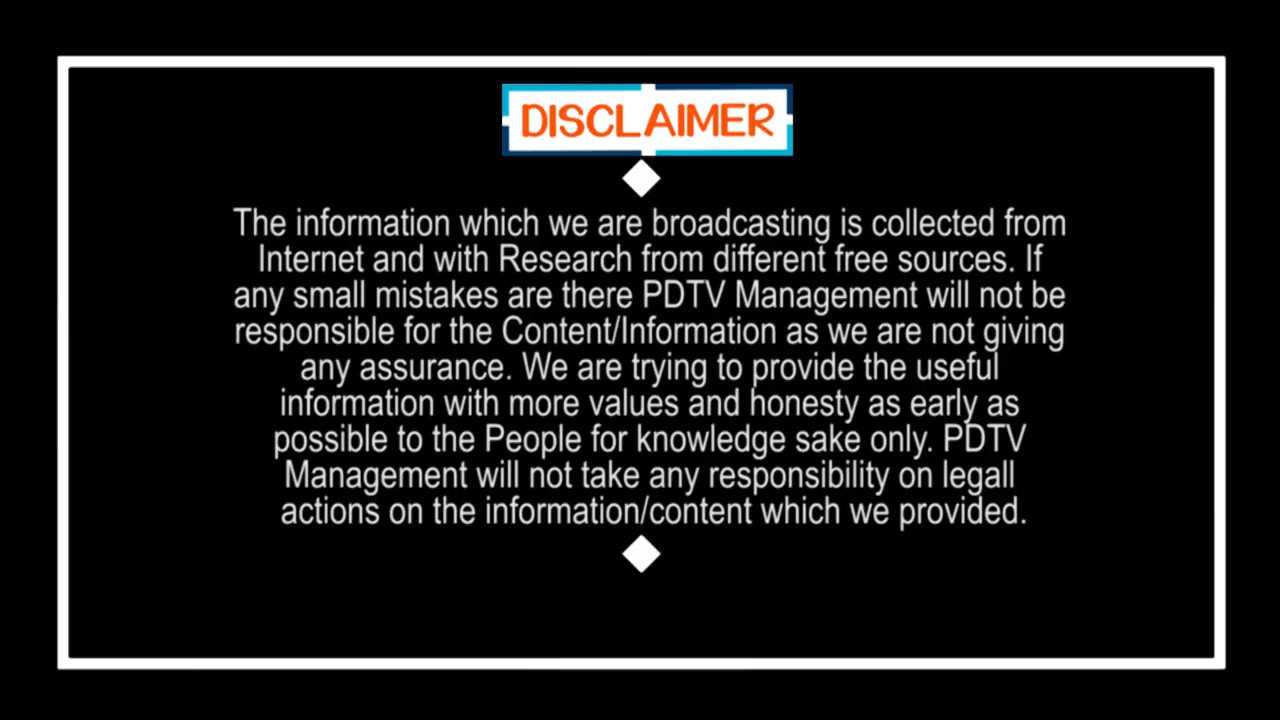 DISCLAIMER
The information which we are broadcasting is collected from
Internet and with Research from different free sources. If
any small mistakes are there PDTV Management will not be
responsible for the Content/Information as we are not giving
any assurance. We are trying to provide the useful
information with more values and honesty as early as
possible to the People for knowledge sake only. PDTV
Management will not take any responsibility on legall
actions on the information/content which we provided.